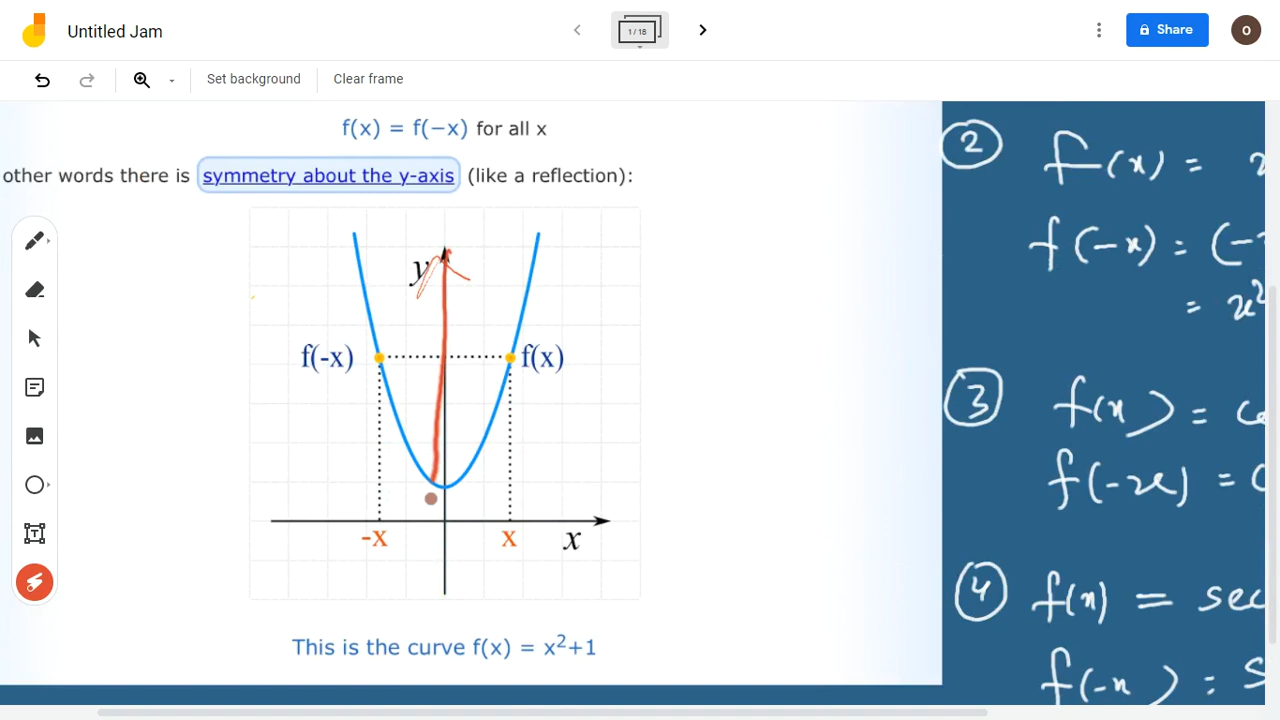 Untitled Jam
1 / 18
Share
O
Set background
Clear frame
f(x) = f(−x) for all x
other words there is symmetry about the y-axis (like a reflection):
y
f(-x)
f(x)
-x
x
x
This is the curve f(x) = x²+1
2
f(x) =
f(-x) = (-
= x²
3
f(x) =
f(-x) =
4
f(x) = sec
f(-x) :